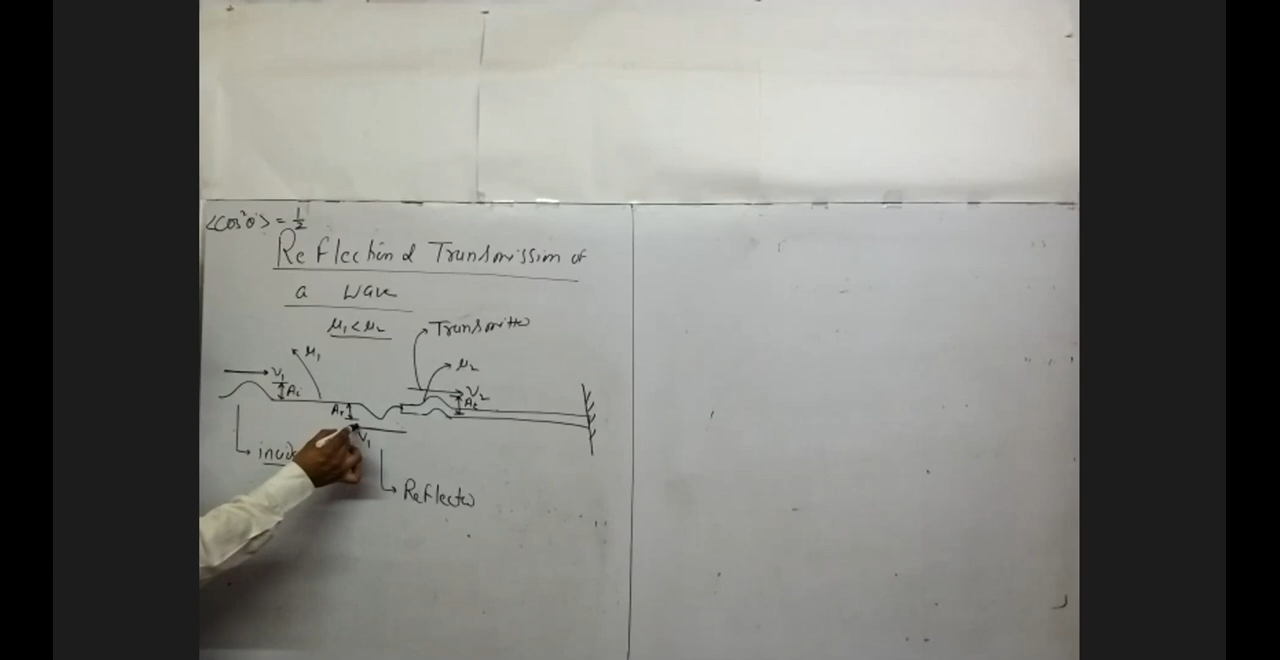 <cos²θ> = 1/2
Reflection & Transmission of
a Wave
μ₁ < μ₂
Transmitte
μ₁
μ₂
V₁
Ai
V₂
Ar
At
V₁
incide
Reflecte